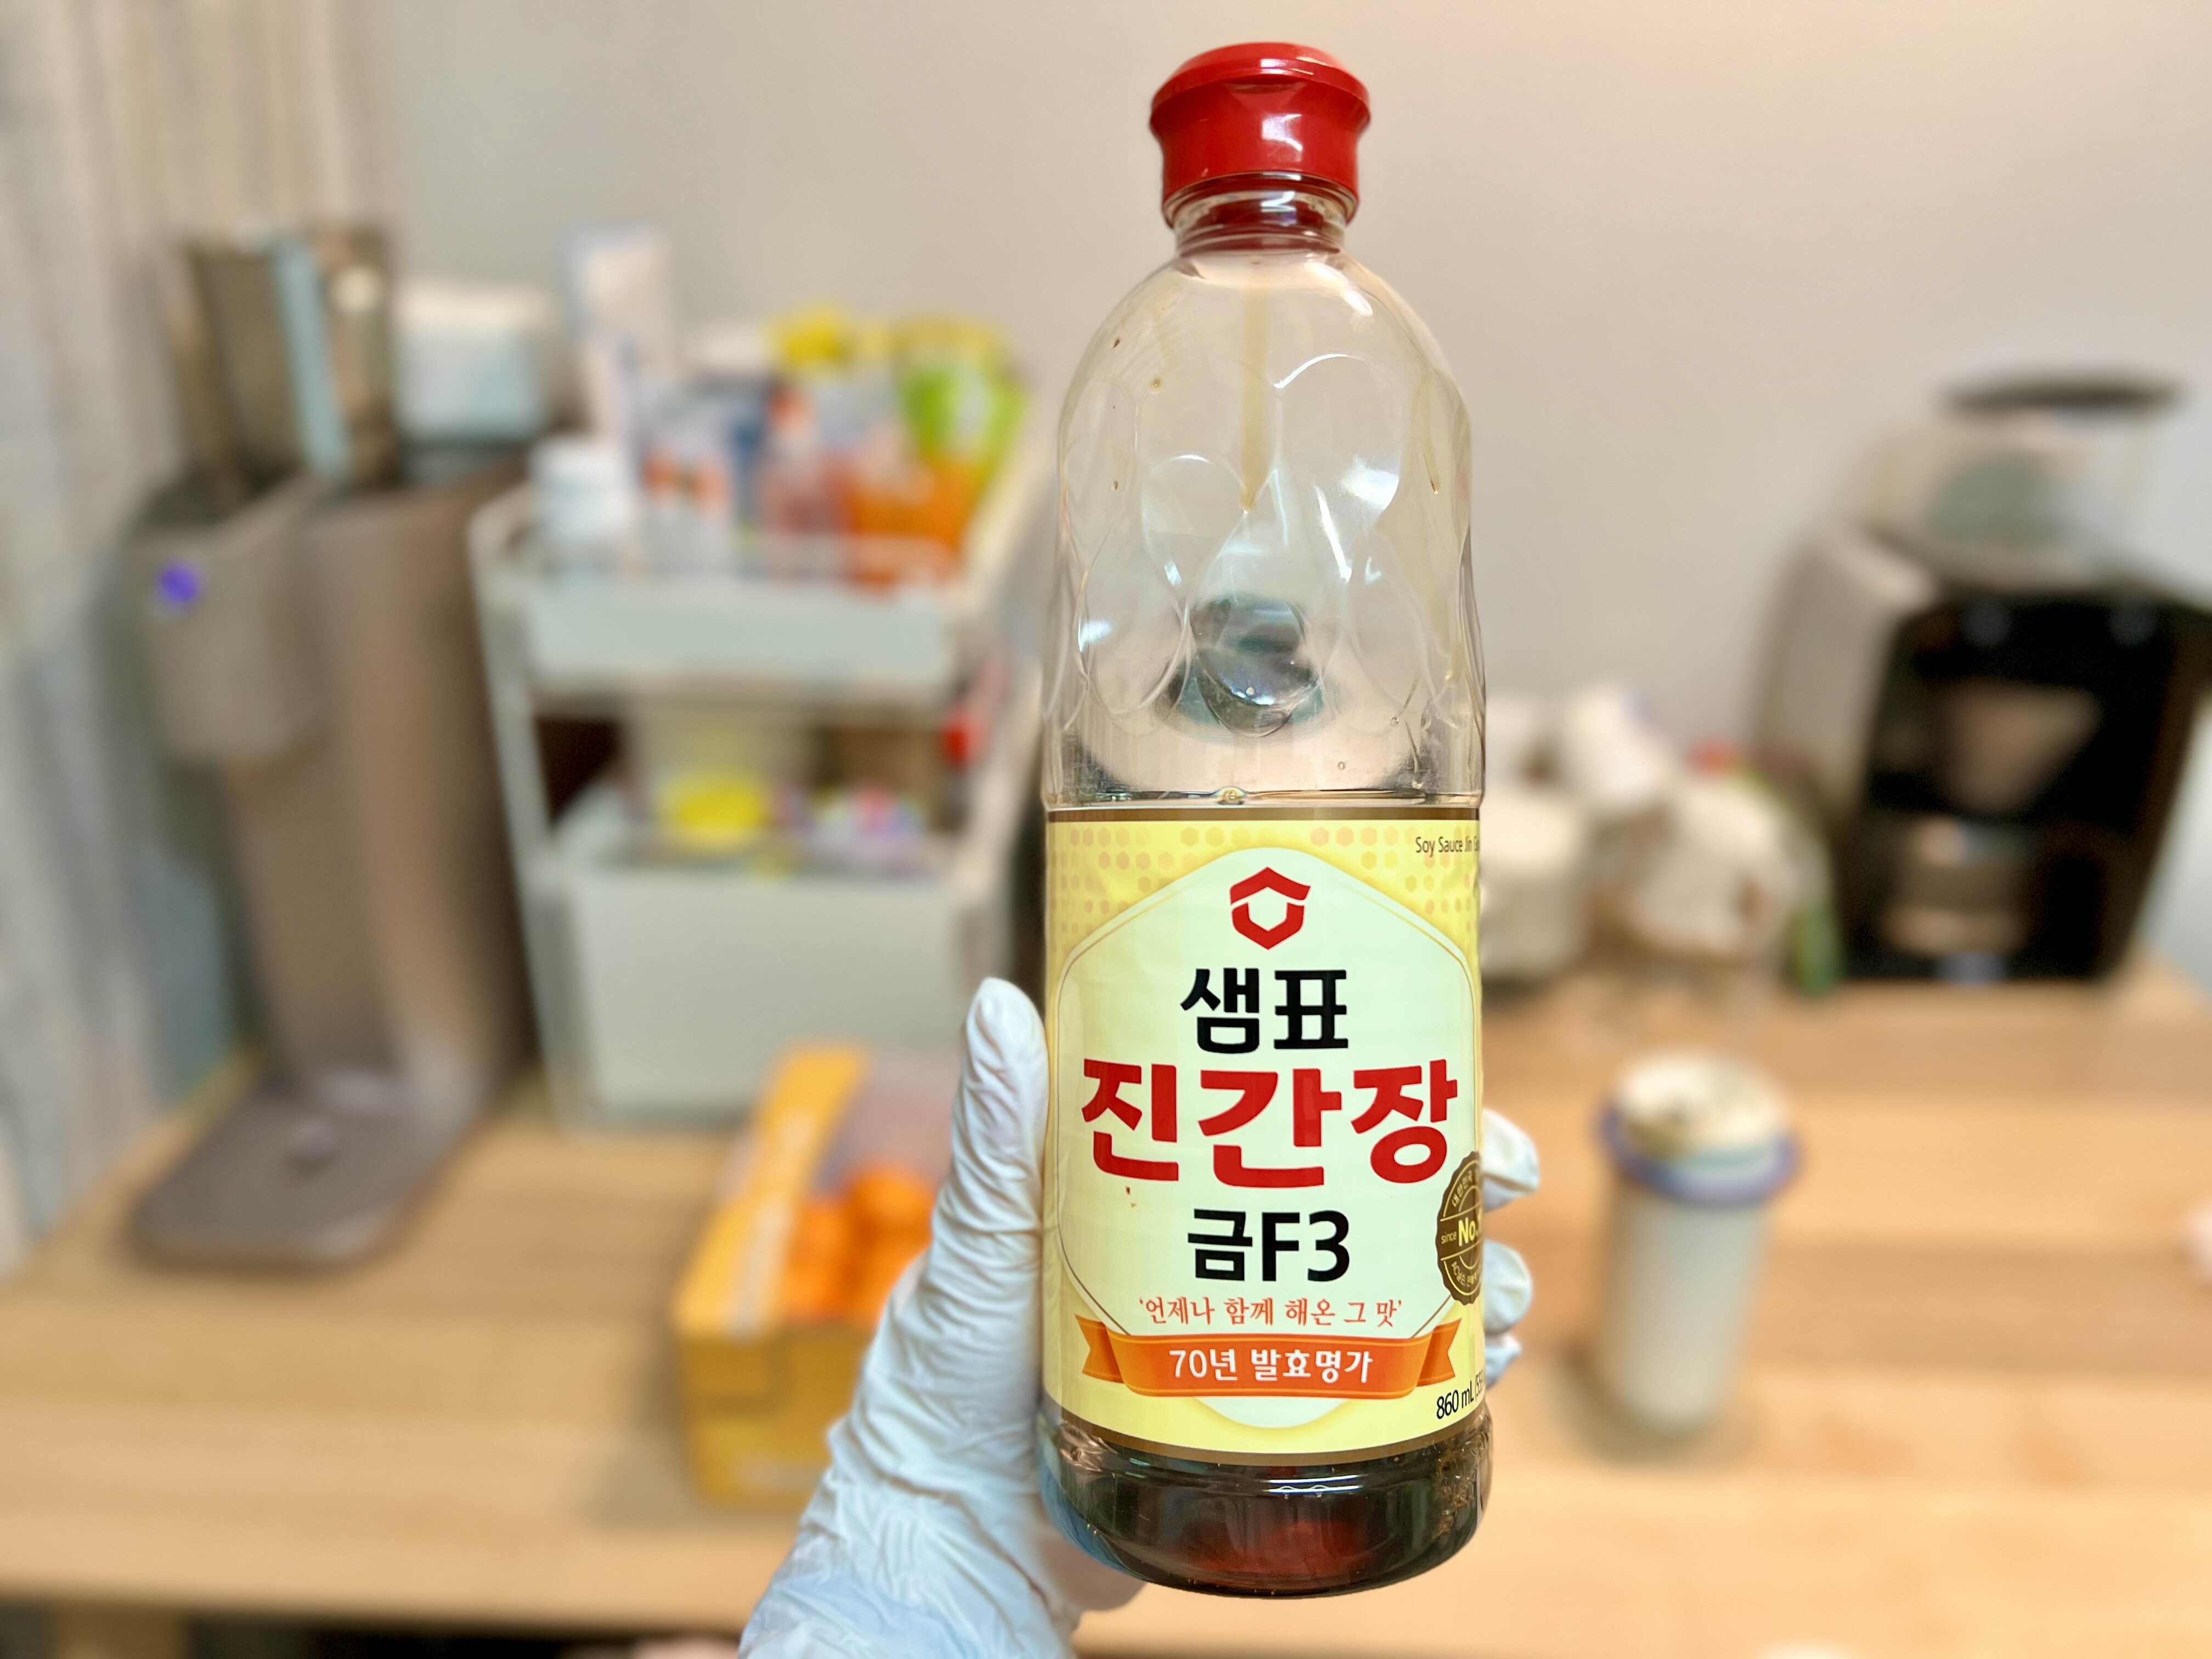 Soy Sauce Jin
샘표
진간장
금F3
since No.
'언제나 함께 해온 그 맛'
70년 발효명가
860 mL